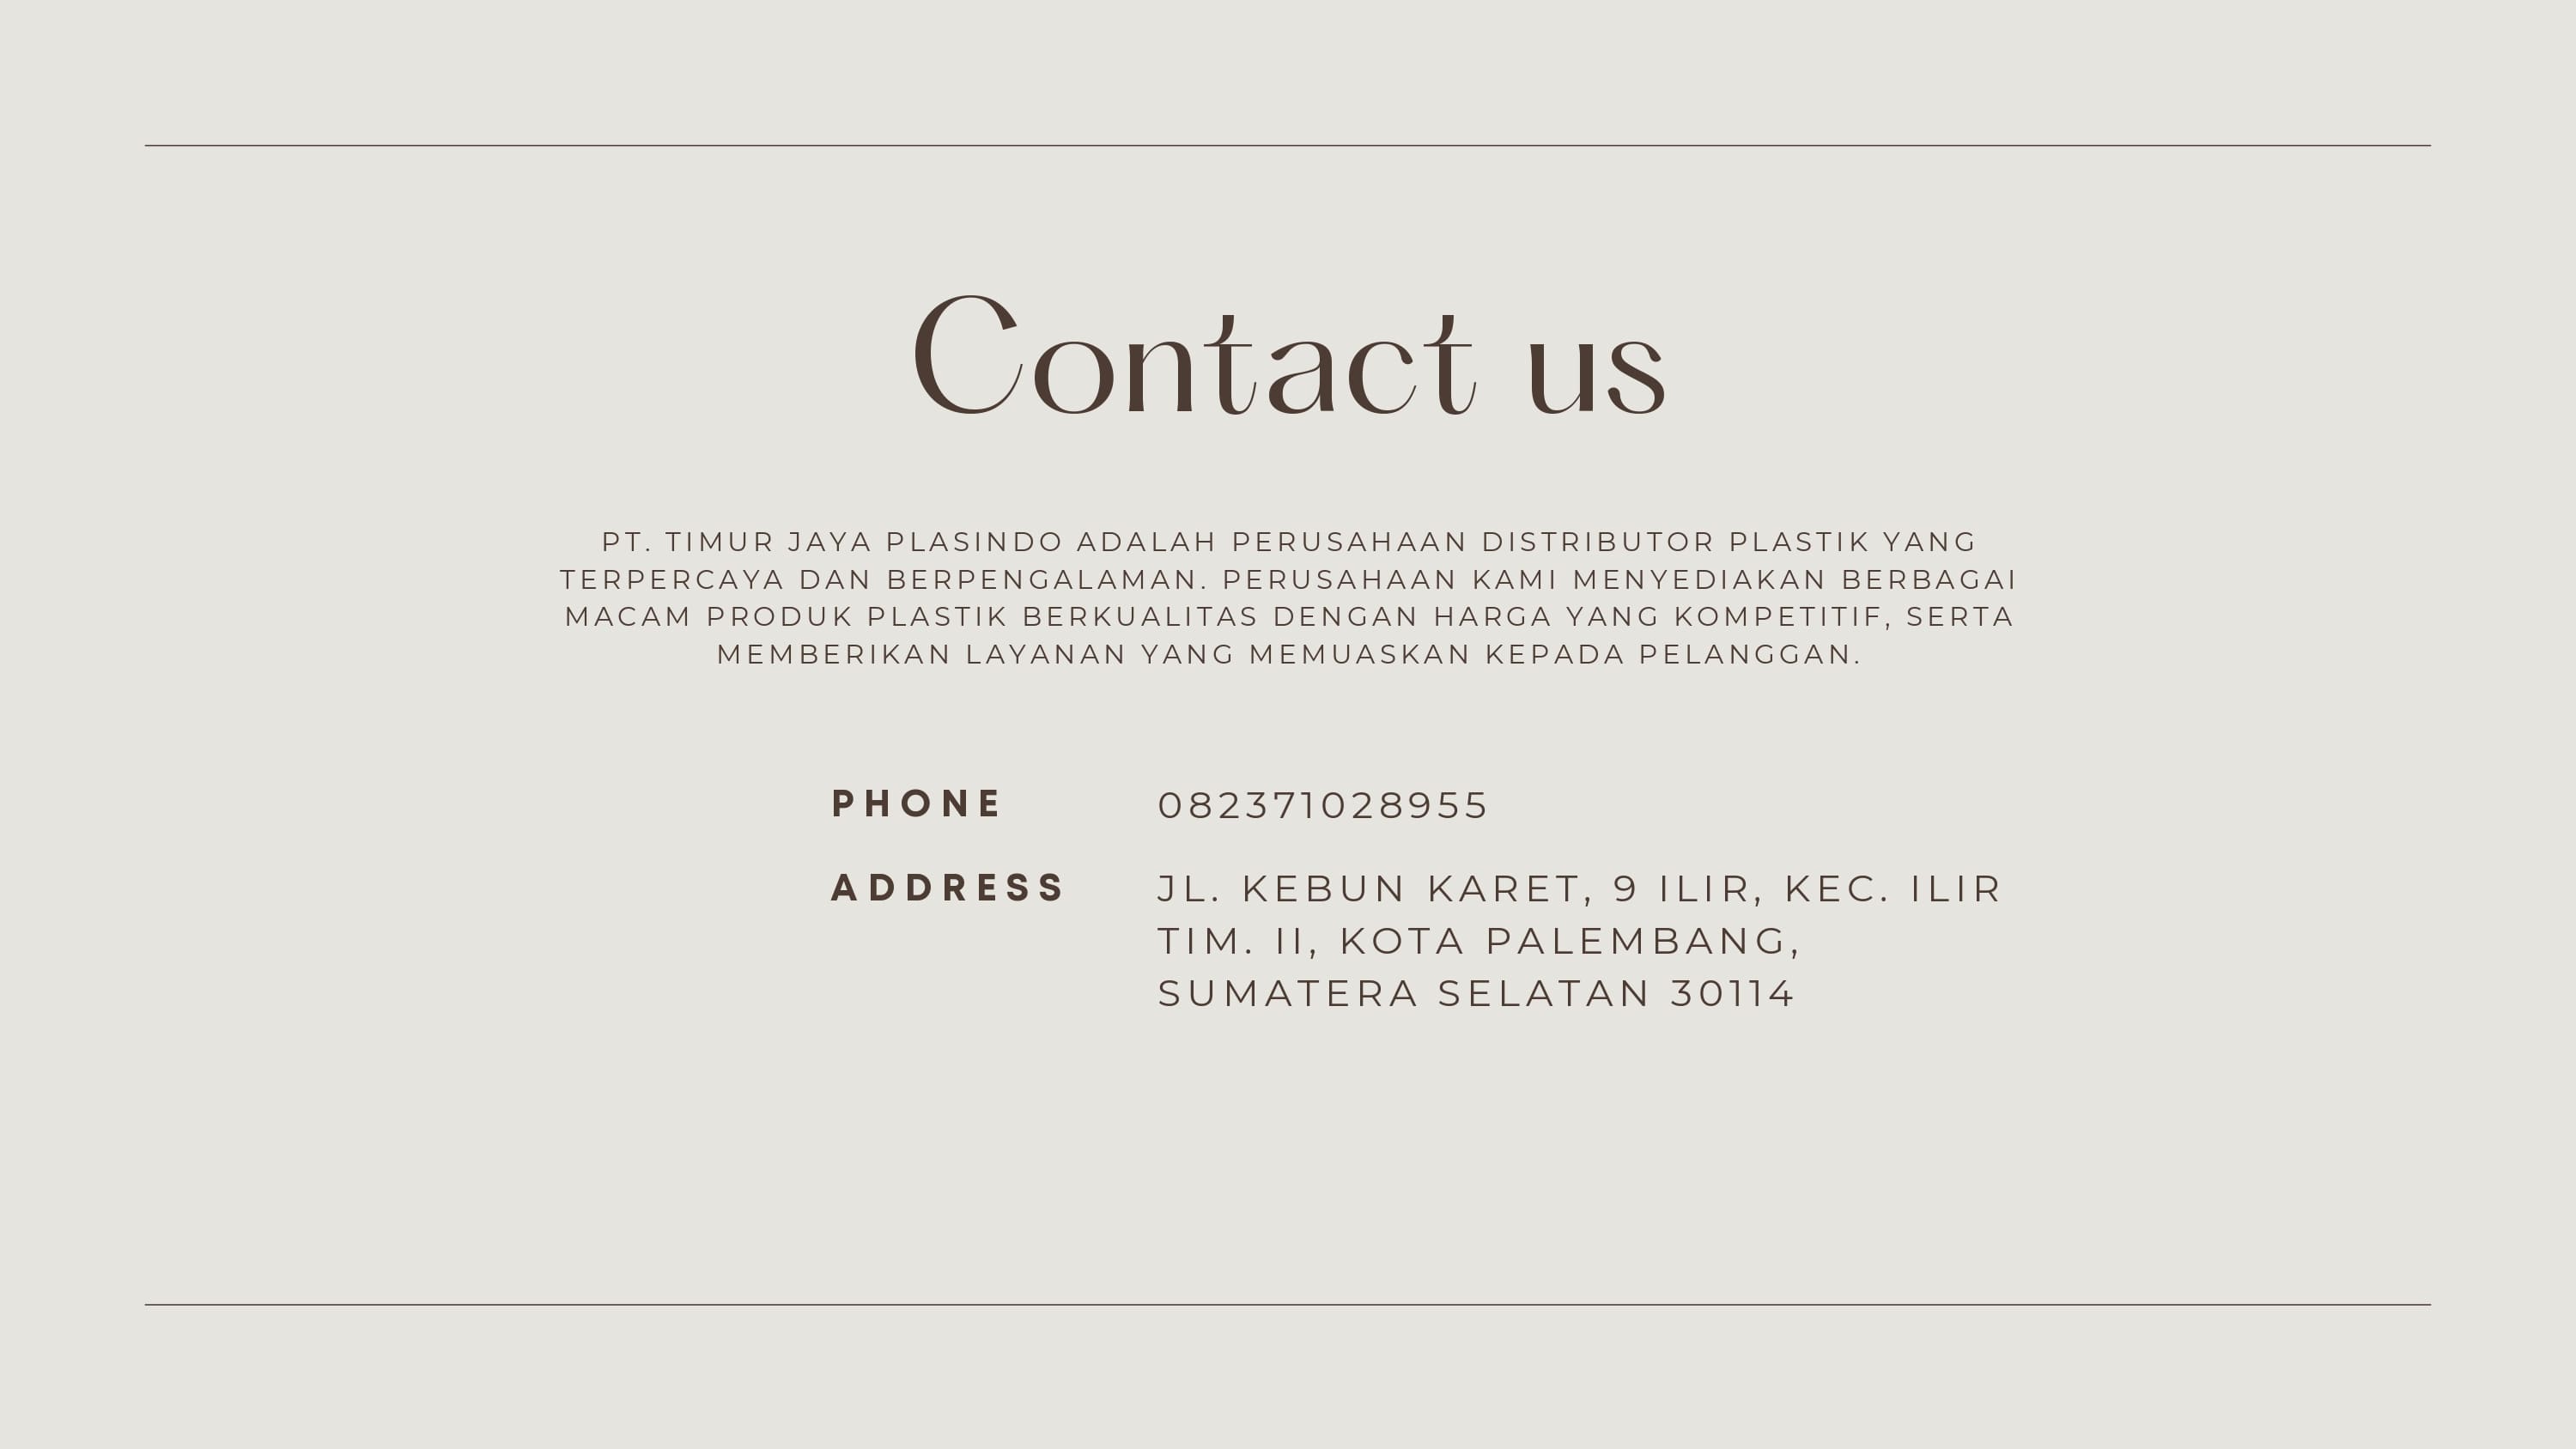 Contact us
PT. TIMUR JAYA PLASINDO ADALAH PERUSAHAAN DISTRIBUTOR PLASTIK YANG
TERPERCAYA DAN BERPENGALAMAN. PERUSAHAAN KAMI MENYEDIAKAN BERBAGAI
MACAM PRODUK PLASTIK BERKUALITAS DENGAN HARGA YANG KOMPETITIF, SERTA
MEMBERIKAN LAYANAN YANG MEMUASKAN KEPADA PELANGGAN.
PHONE 082371028955
ADDRESS JL. KEBUN KARET, 9 ILIR, KEC. ILIR
TIM. II, KOTA PALEMBANG,
SUMATERA SELATAN 30114